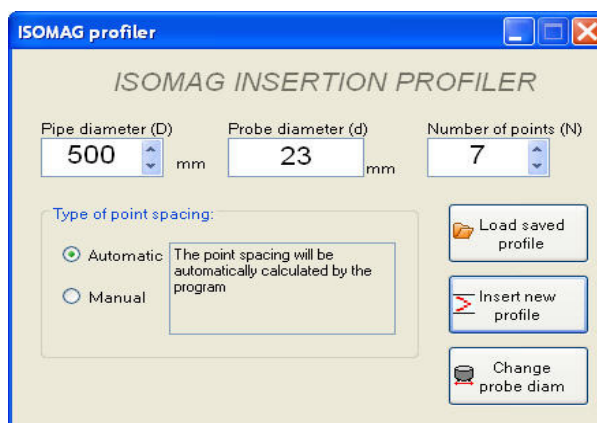 ISOMAG profiler
ISOMAG INSERTION PROFILER
Pipe diameter (D)
500
mm
Probe diameter (d)
23
mm
Number of points (N)
7
Type of point spacing:
Automatic
Manual
The point spacing will be
automatically calculated by the
program
Load saved
profile
Insert new
profile
Change
probe diam